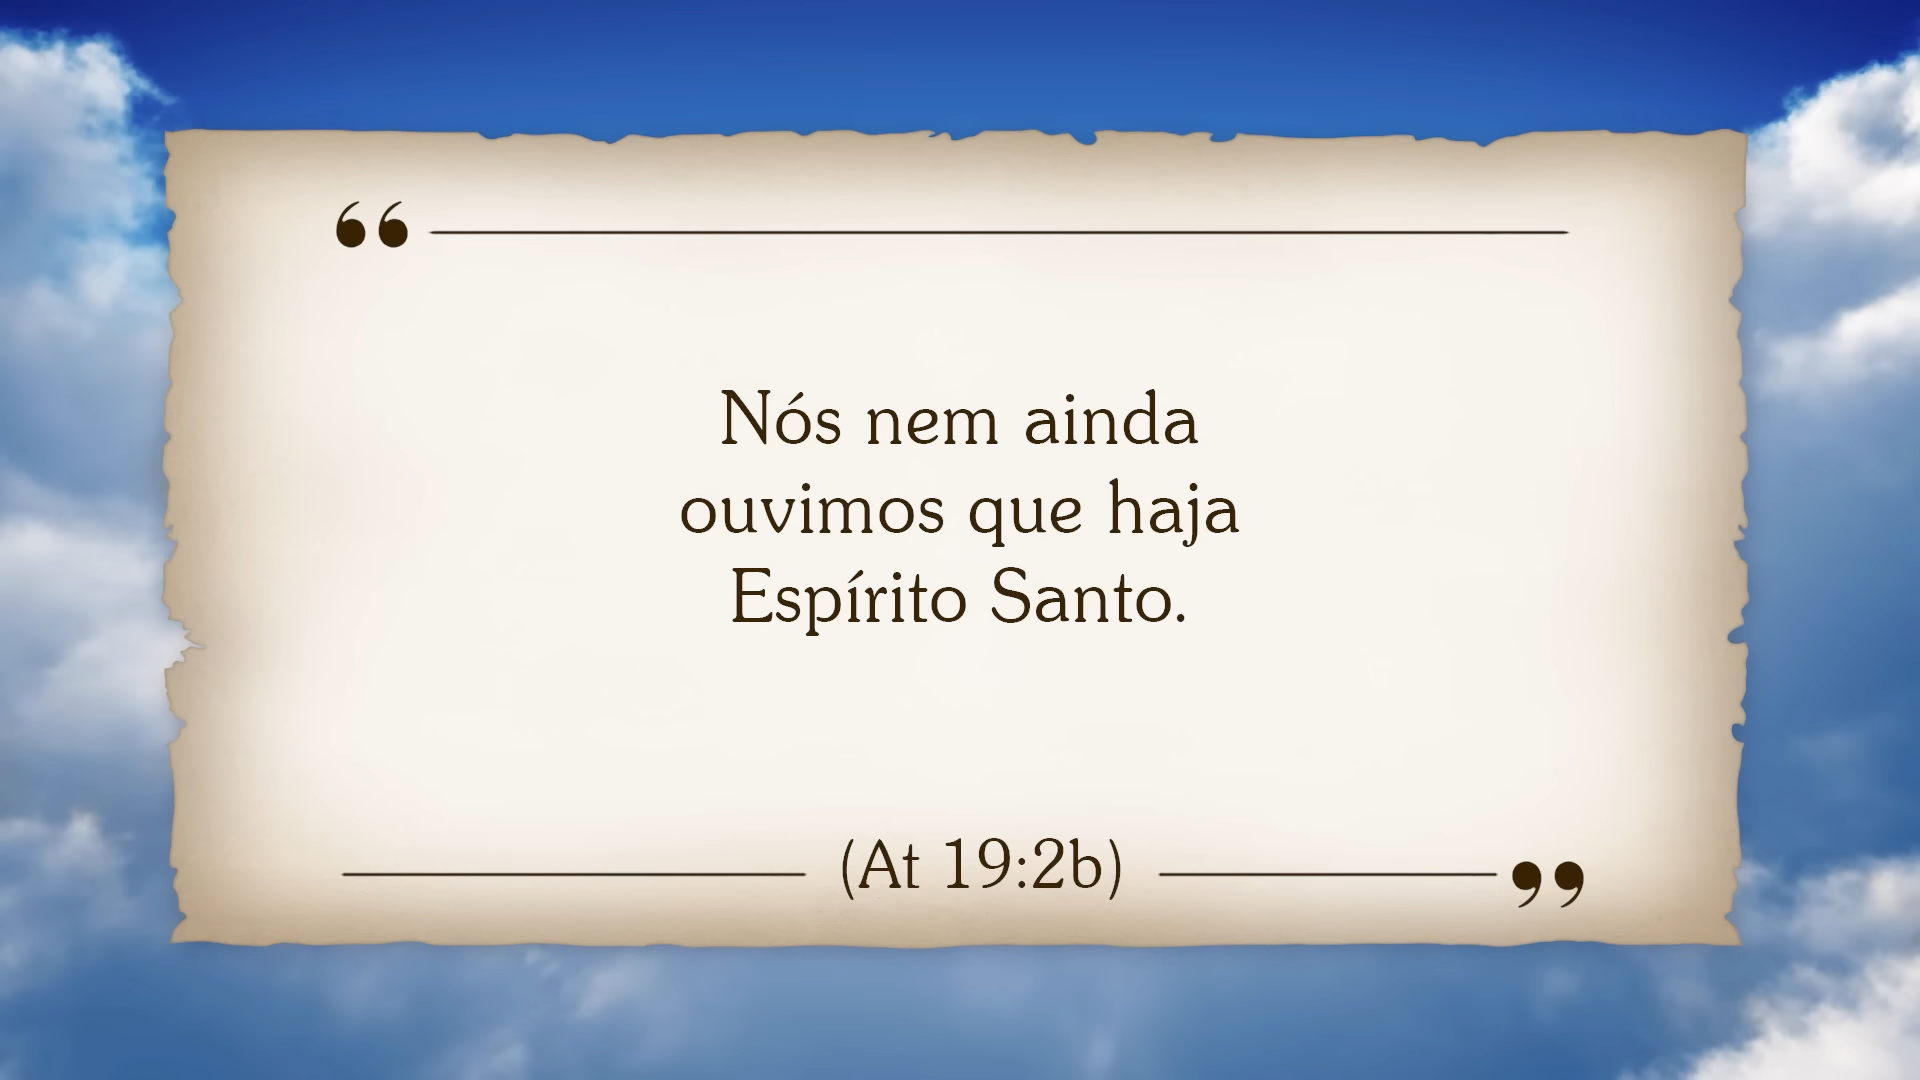 “
Nós nem ainda
ouvimos que haja
Espírito Santo.
(At 19:2b)
”